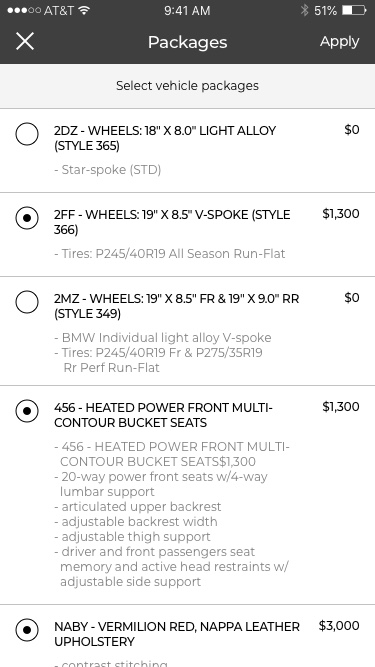 AT&T 9:41 AM 51%
Packages Apply
Select vehicle packages
2DZ - WHEELS: 18" X 8.0" LIGHT ALLOY $0
(STYLE 365)
- Star-spoke (STD)
2FF - WHEELS: 19" X 8.5" V-SPOKE (STYLE $1,300
366)
- Tires: P245/40R19 All Season Run-Flat
2MZ - WHEELS: 19" X 8.5" FR & 19" X 9.0" RR $0
(STYLE 349)
- BMW Individual light alloy V-spoke
- Tires: P245/40R19 Fr & P275/35R19
Rr Perf Run-Flat
456 - HEATED POWER FRONT MULTI- $1,300
CONTOUR BUCKET SEATS
- 456 - HEATED POWER FRONT MULTI-
CONTOUR BUCKET SEATS$1,300
- 20-way power front seats w/4-way
lumbar support
- articulated upper backrest
- adjustable backrest width
- adjustable thigh support
- driver and front passengers seat
memory and active head restraints w/
adjustable side support
NABY - VERMILION RED, NAPPA LEATHER $3,000
UPHOLSTERY
- contrast stitching